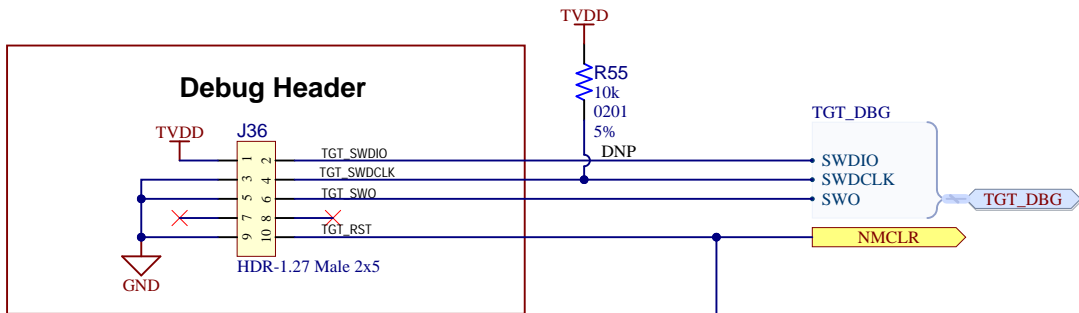 TVDD
R55
10k
0201
5%
DNP
Debug Header
TVDD
J36
1 2 TGT_SWDIO
3 4 TGT_SWDCLK
5 6 TGT_SWO
7 8
9 10 TGT_RST
HDR-1.27 Male 2x5
GND
TGT_DBG
SWDIO
SWDCLK
SWO
TGT_DBG
NMCLR